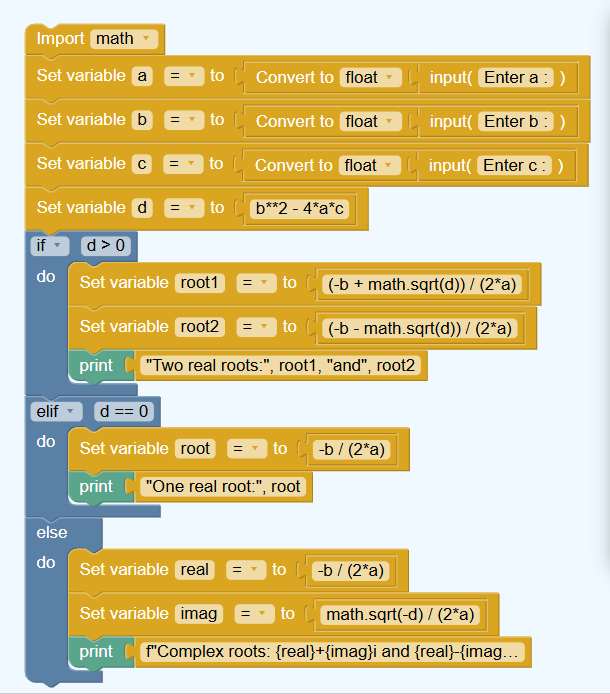 Import math
Set variable a = to Convert to float input( Enter a : )
Set variable b = to Convert to float input( Enter b : )
Set variable c = to Convert to float input( Enter c : )
Set variable d = to b**2 - 4*a*c
if d > 0
do Set variable root1 = to (-b + math.sqrt(d)) / (2*a)
Set variable root2 = to (-b - math.sqrt(d)) / (2*a)
print "Two real roots:", root1, "and", root2
elif d == 0
do Set variable root = to -b / (2*a)
print "One real root:", root
else
do Set variable real = to -b / (2*a)
Set variable imag = to math.sqrt(-d) / (2*a)
print f"Complex roots: {real}+{imag}i and {real}-{imag...